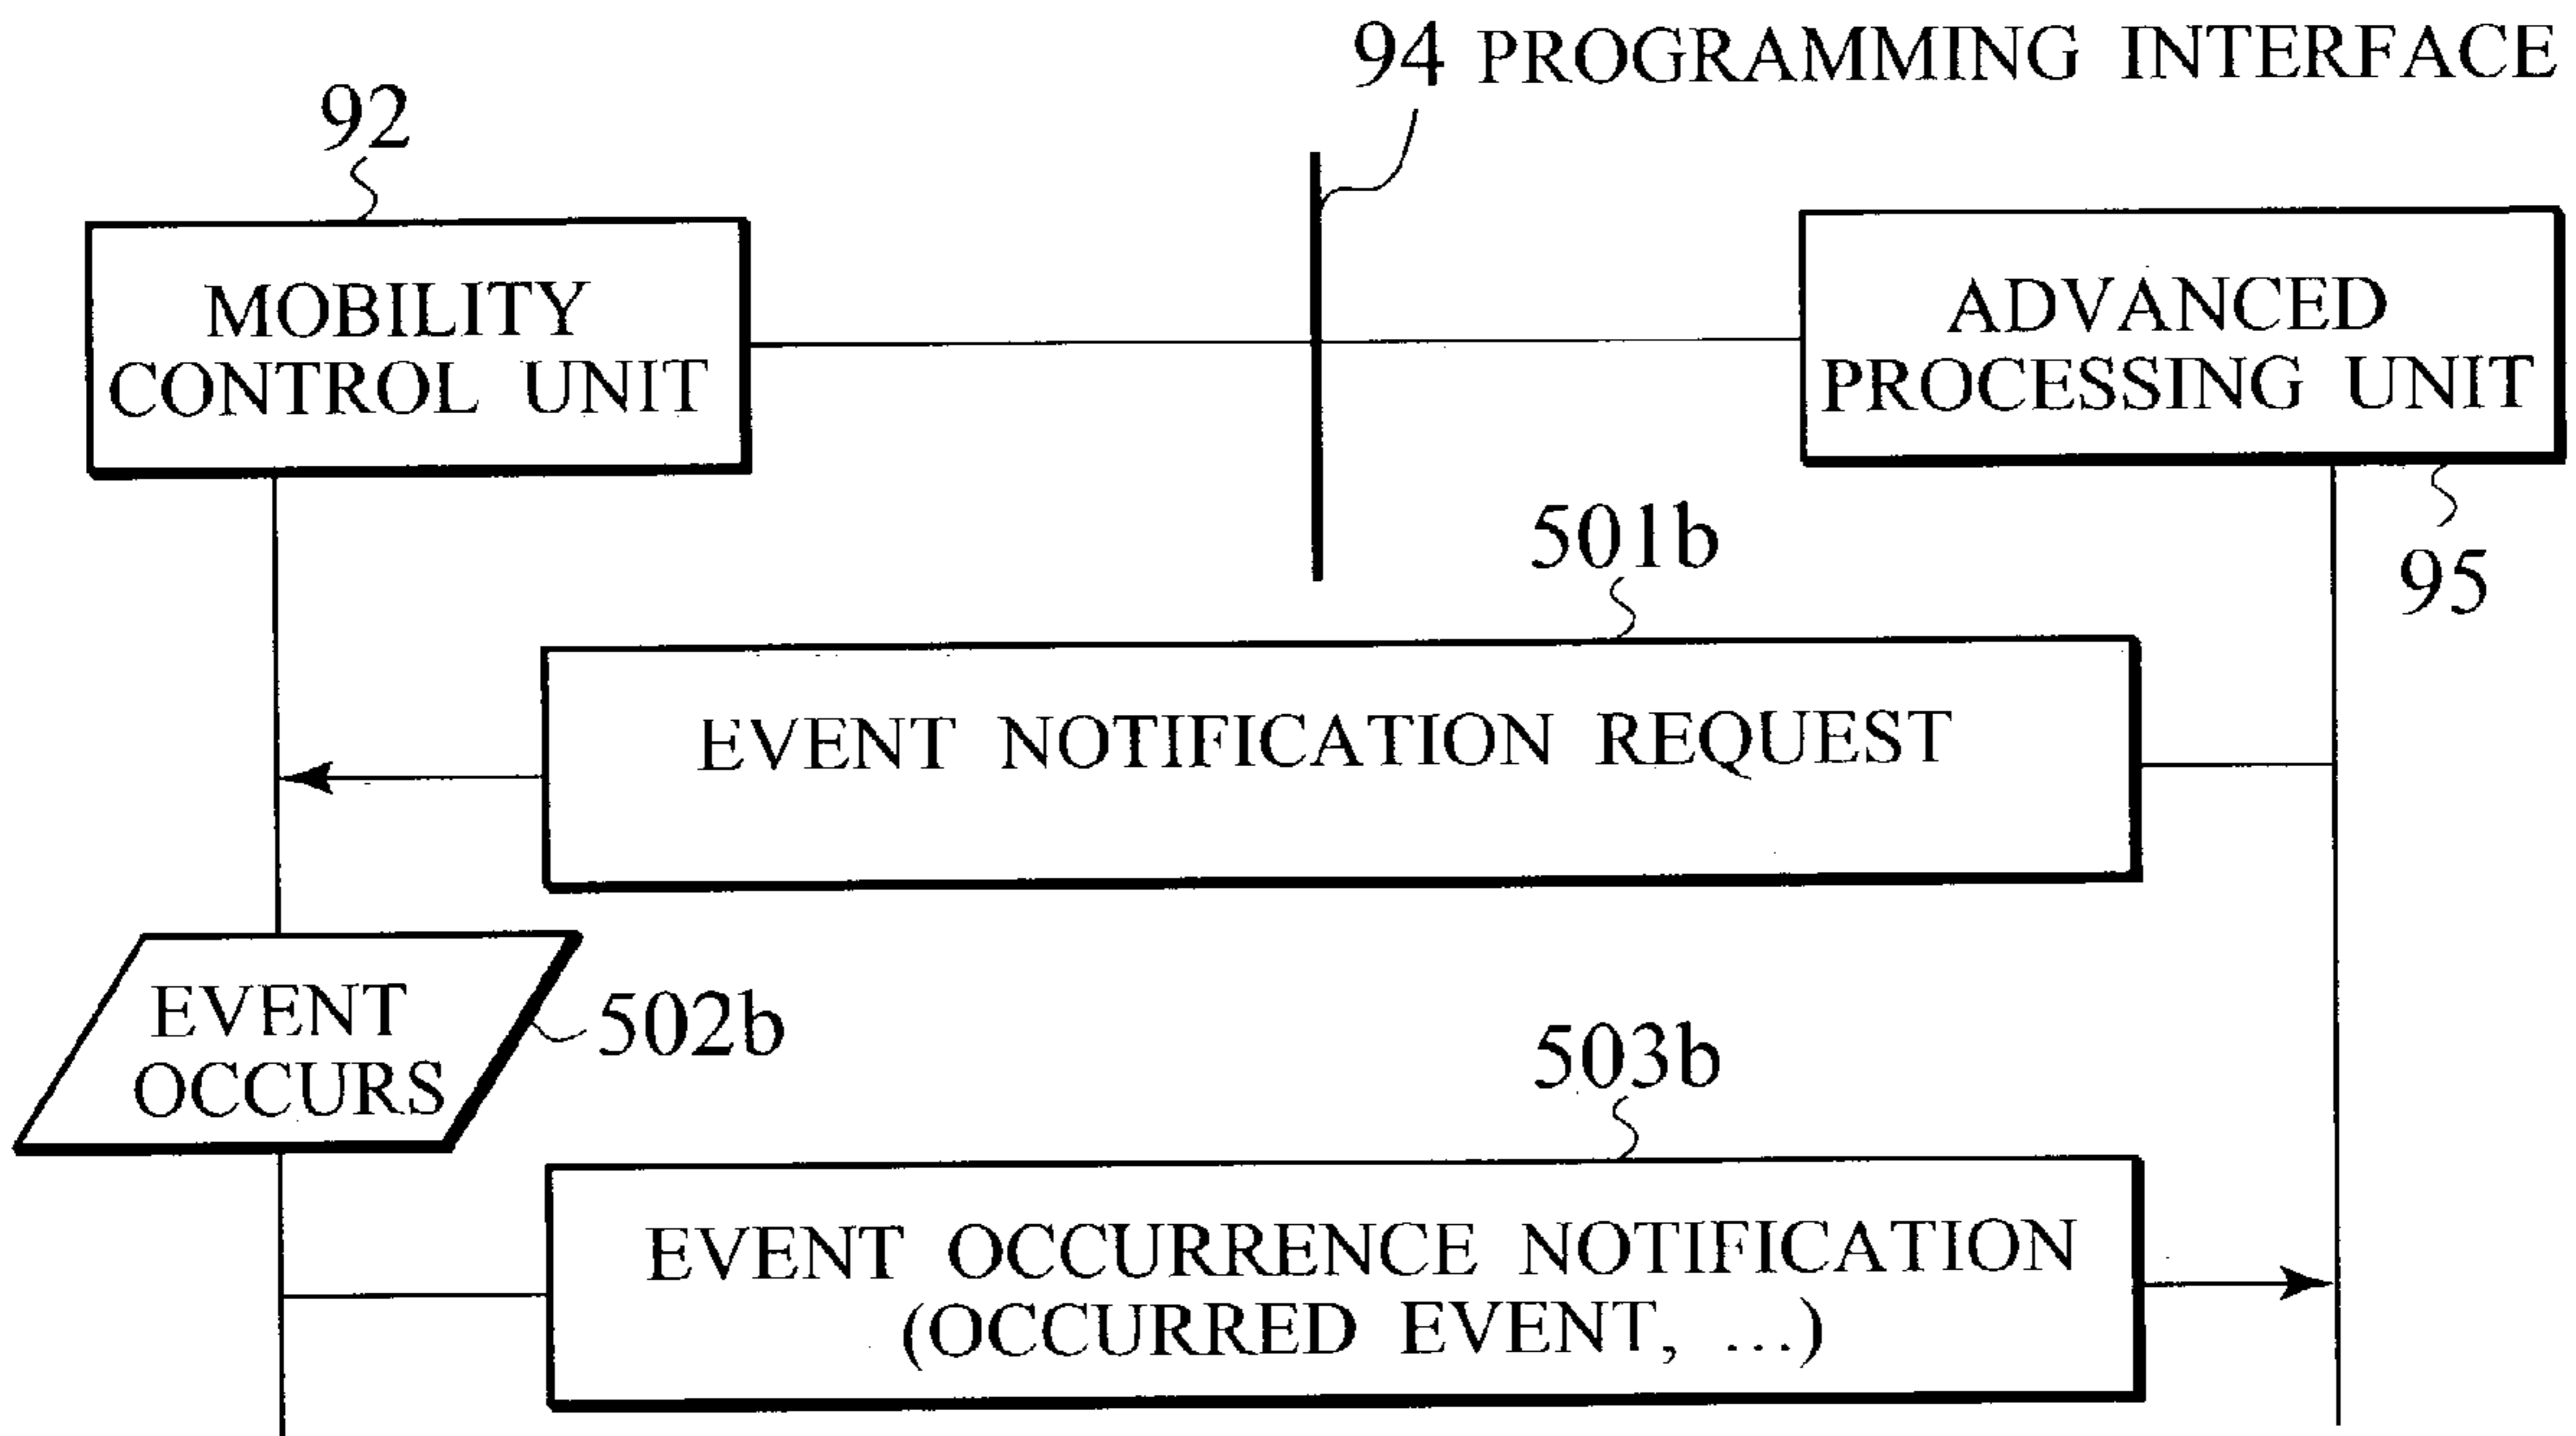 94 PROGRAMMING INTERFACE
92
MOBILITY
CONTROL UNIT
ADVANCED
PROCESSING UNIT
95
501b
EVENT NOTIFICATION REQUEST
EVENT
OCCURS
502b
503b
EVENT OCCURRENCE NOTIFICATION
(OCCURRED EVENT, ...)